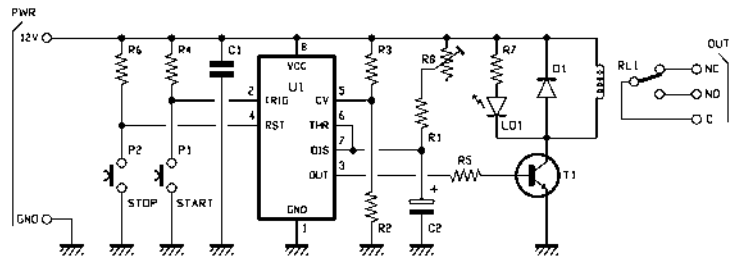 PWR
12V
R6
R4
C1
8
VCC
U1
2
TRIG
4
RST
CV
5
THR
6
DIS
7
OUT
3
GND
1
R3
R8
R7
D1
R1
LD1
R5
T1
R2
+
C2
P2
P1
STOP
START
GND
RL1
OUT
NC
NO
C